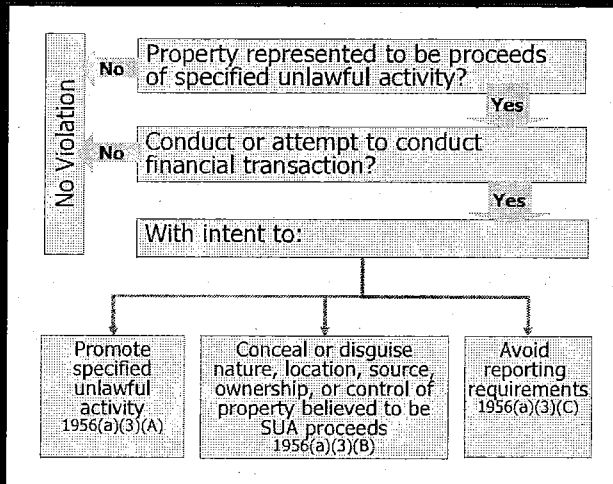 Property represented to be proceeds
of specified unlawful activity?
No
Yes
No Violation
Conduct or attempt to conduct
financial transaction?
No
Yes
With intent to:
Promote
specified
unlawful
activity
1956(a)(3)(A)
Conceal or disguise
nature, location, source,
ownership, or control of
property believed to be
SUA proceeds
1956(a)(3)(B)
Avoid
reporting
requirements
1956(a)(3)(C)